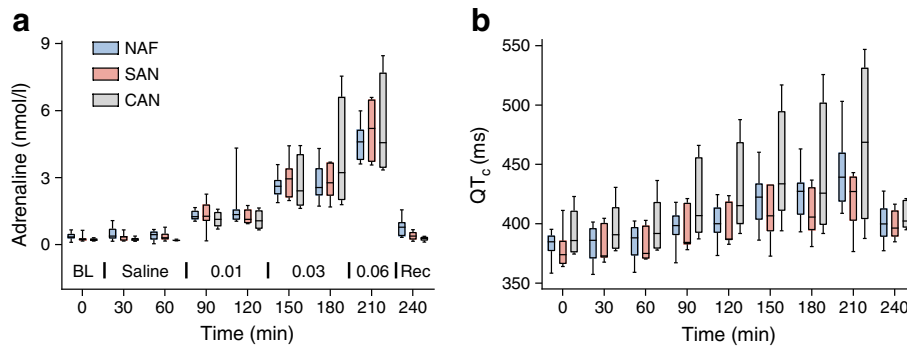 a
Adrenaline (nmol/l)
9
6
3
0
NAF
SAN
CAN
BL | Saline | 0.01 | 0.03 | 0.06 | Rec
0 30 60 90 120 150 180 210 240
Time (min)
b
QTc (ms)
550
500
450
400
350
0 30 60 90 120 150 180 210 240
Time (min)